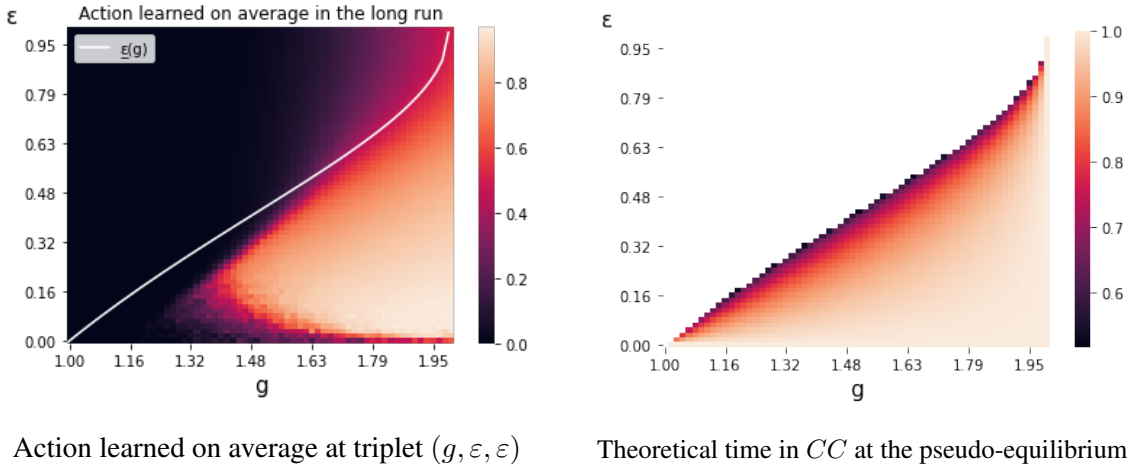 ε
Action learned on average in the long run
0.95
0.79
0.63
0.48
0.32
0.16
0.00
ε(g)
1.00 1.16 1.32 1.48 1.63 1.79 1.95
g
0.8
0.6
0.4
0.2
0.0
ε
0.95
0.79
0.63
0.48
0.32
0.16
0.00
1.00 1.16 1.32 1.48 1.63 1.79 1.95
g
1.0
0.9
0.8
0.7
0.6
Action learned on average at triplet (g, ε, ε)
Theoretical time in CC at the pseudo-equilibrium